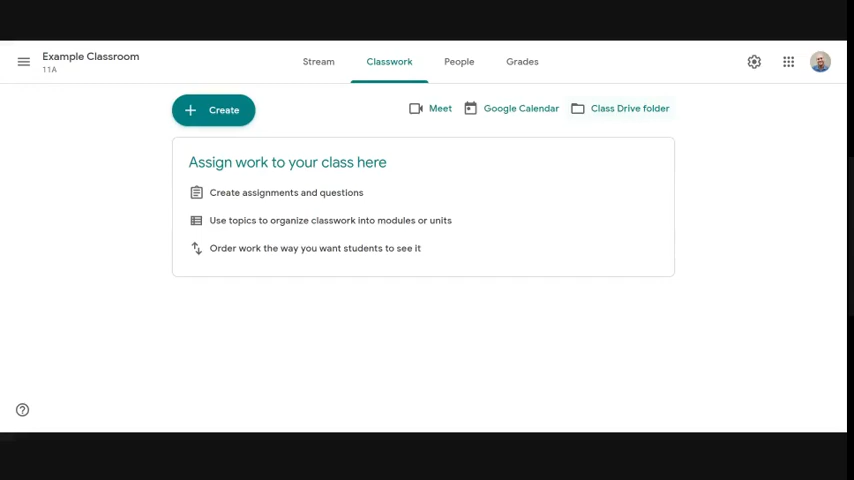 Example Classroom
11A
Stream
Classwork
People
Grades
Create
Meet
Google Calendar
Class Drive folder
Assign work to your class here
Create assignments and questions
Use topics to organize classwork into modules or units
Order work the way you want students to see it